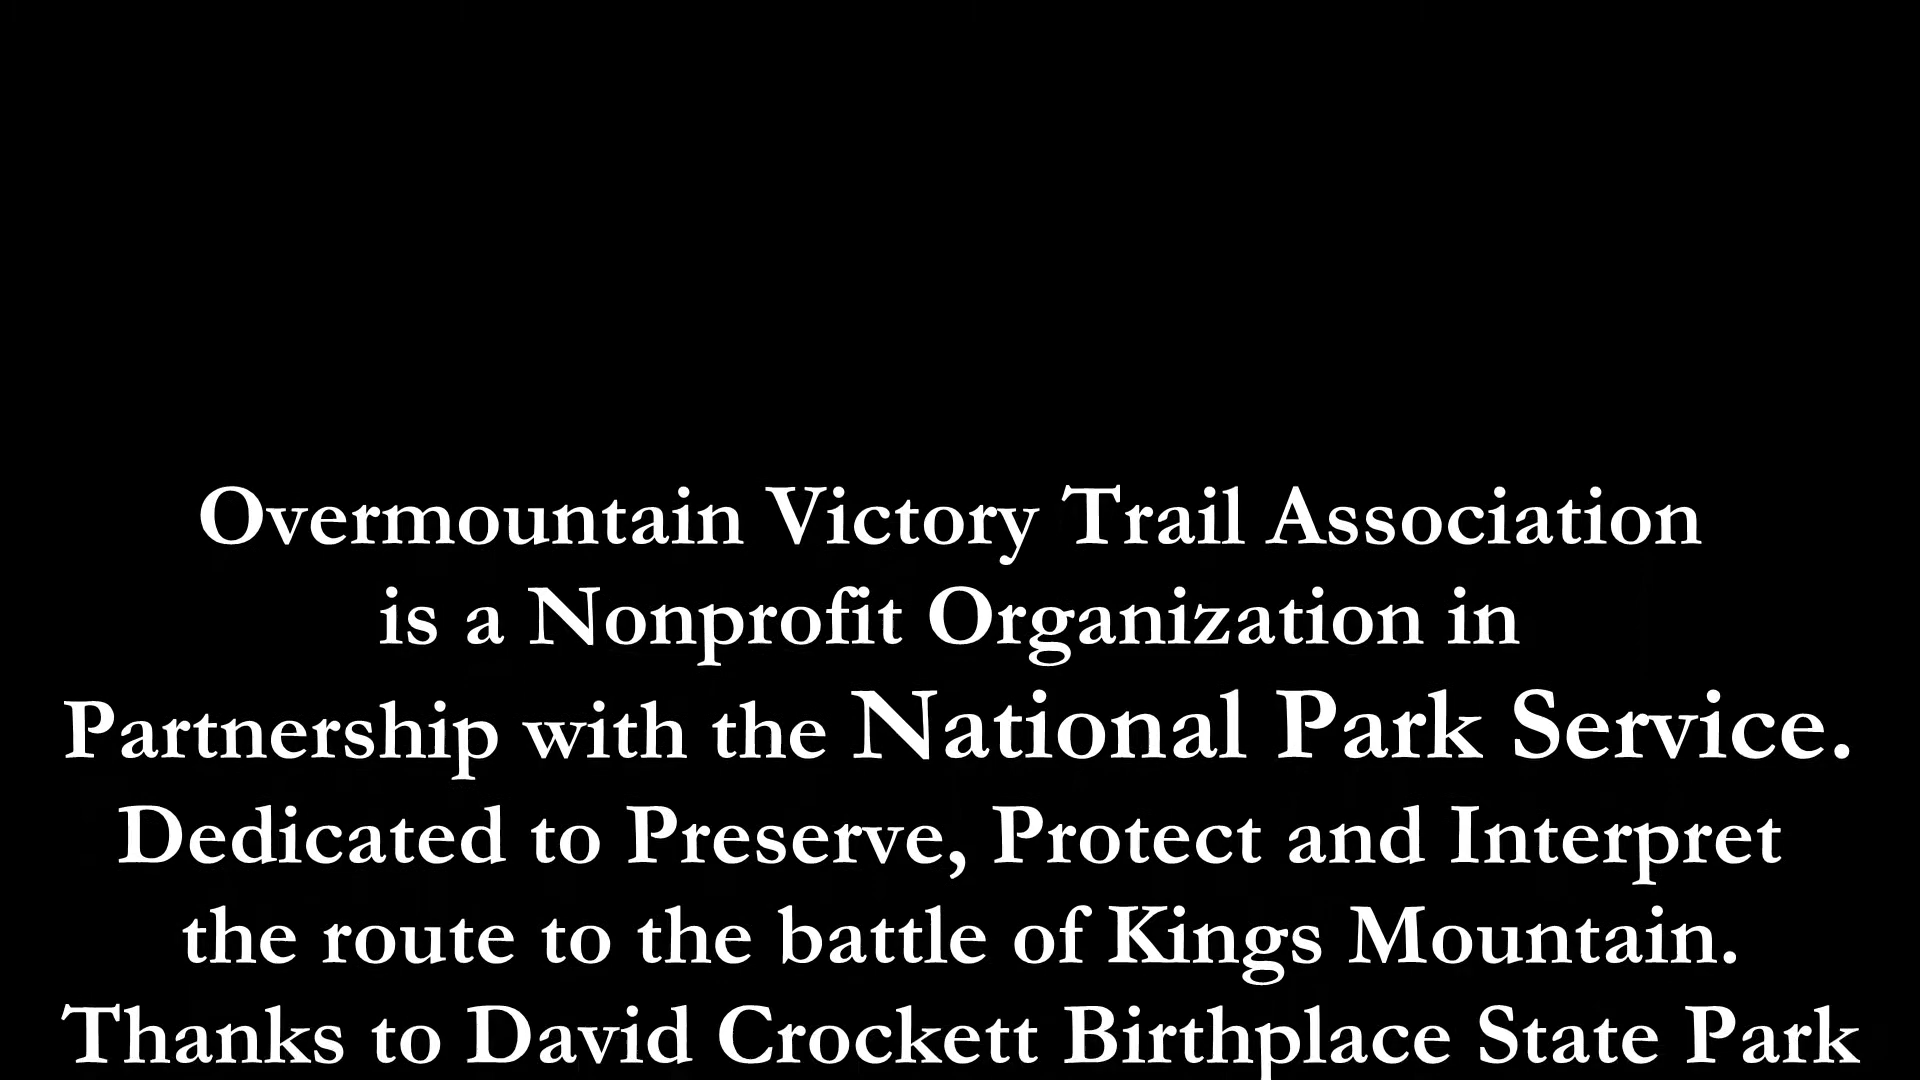 Overmountain Victory Trail Association
is a Nonprofit Organization in
Partnership with the National Park Service.
Dedicated to Preserve, Protect and Interpret
the route to the battle of Kings Mountain.
Thanks to David Crockett Birthplace State Park